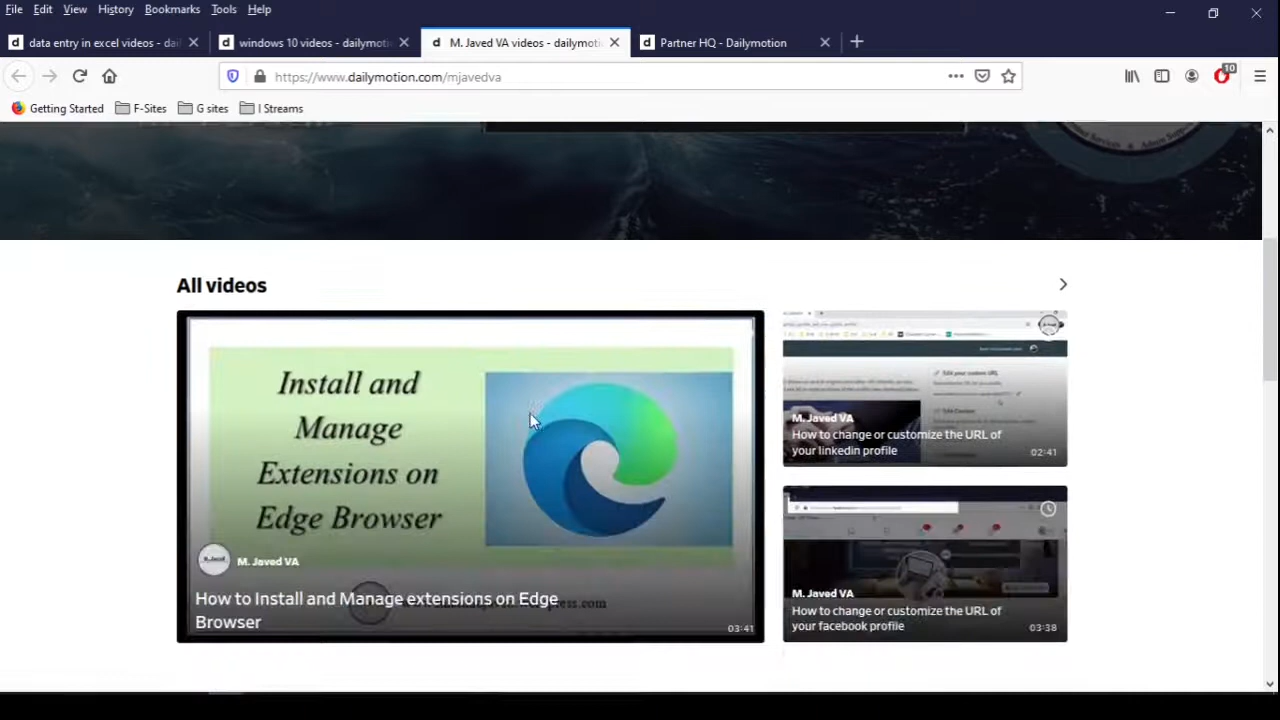 File Edit View History Bookmarks Tools Help
data entry in excel videos - dai
windows 10 videos - dailymotio
M. Javed VA videos - dailymoti
Partner HQ - Dailymotion
https://www.dailymotion.com/mjavedva
10
Getting Started F-Sites G sites I Streams
All videos
Install and
Manage
Extensions on
Edge Browser
M. Javed VA
How to Install and Manage extensions on Edge
Browser
03:41
M. Javed VA
How to change or customize the URL of
your linkedin profile
02:41
M. Javed VA
How to change or customize the URL of
your facebook profile
03:38